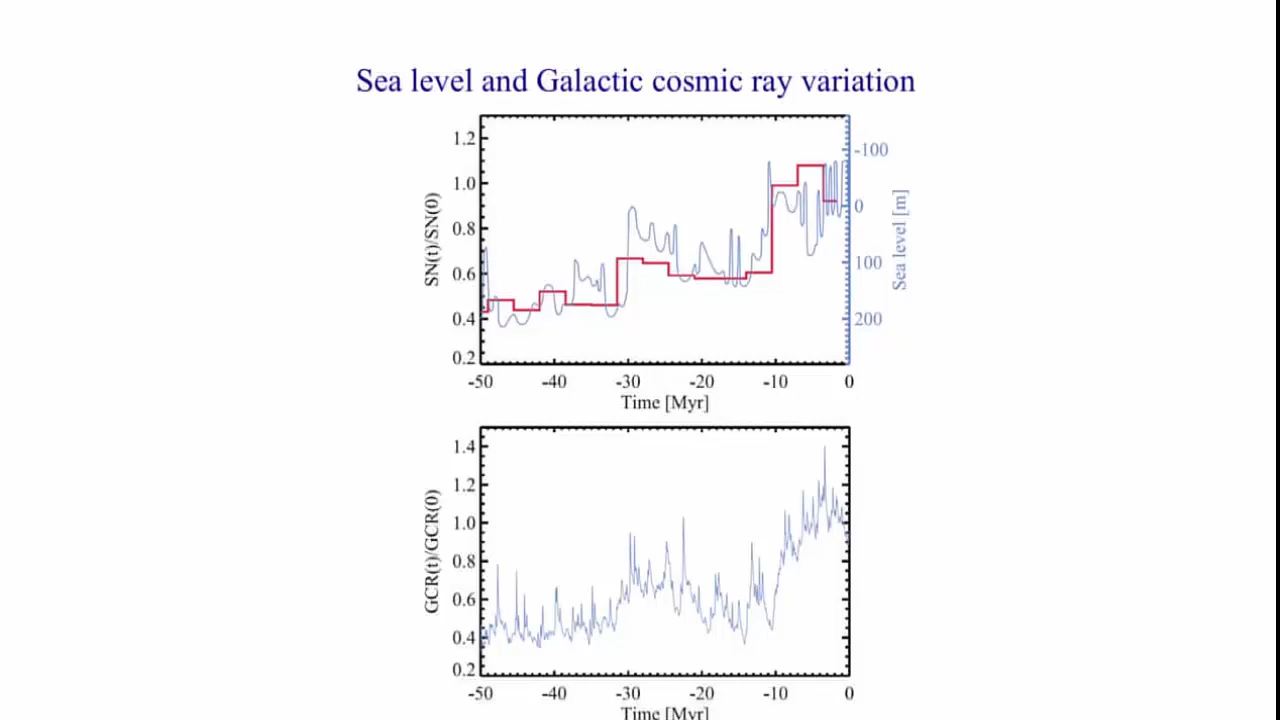 Sea level and Galactic cosmic ray variation
1.2
1.0
0.8
0.6
0.4
0.2
SN(t)/SN(0)
-100
0
100
200
Sea level [m]
-50 -40 -30 -20 -10 0
Time [Myr]
1.4
1.2
1.0
0.8
0.6
0.4
0.2
GCR(t)/GCR(0)
-50 -40 -30 -20 -10 0
Time [Myr]